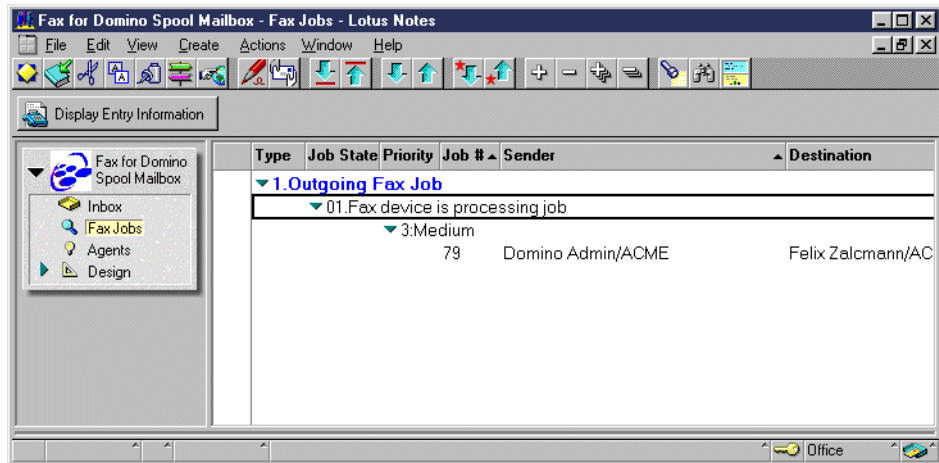 Fax for Domino Spool Mailbox - Fax Jobs - Lotus Notes
File Edit View Create Actions Window Help
Display Entry Information
Fax for Domino
Spool Mailbox
Inbox
Fax Jobs
Agents
Design
Type Job State Priority Job # Sender Destination
1.Outgoing Fax Job
01.Fax device is processing job
3:Medium
79 Domino Admin/ACME Felix Zalcmann/AC
Office